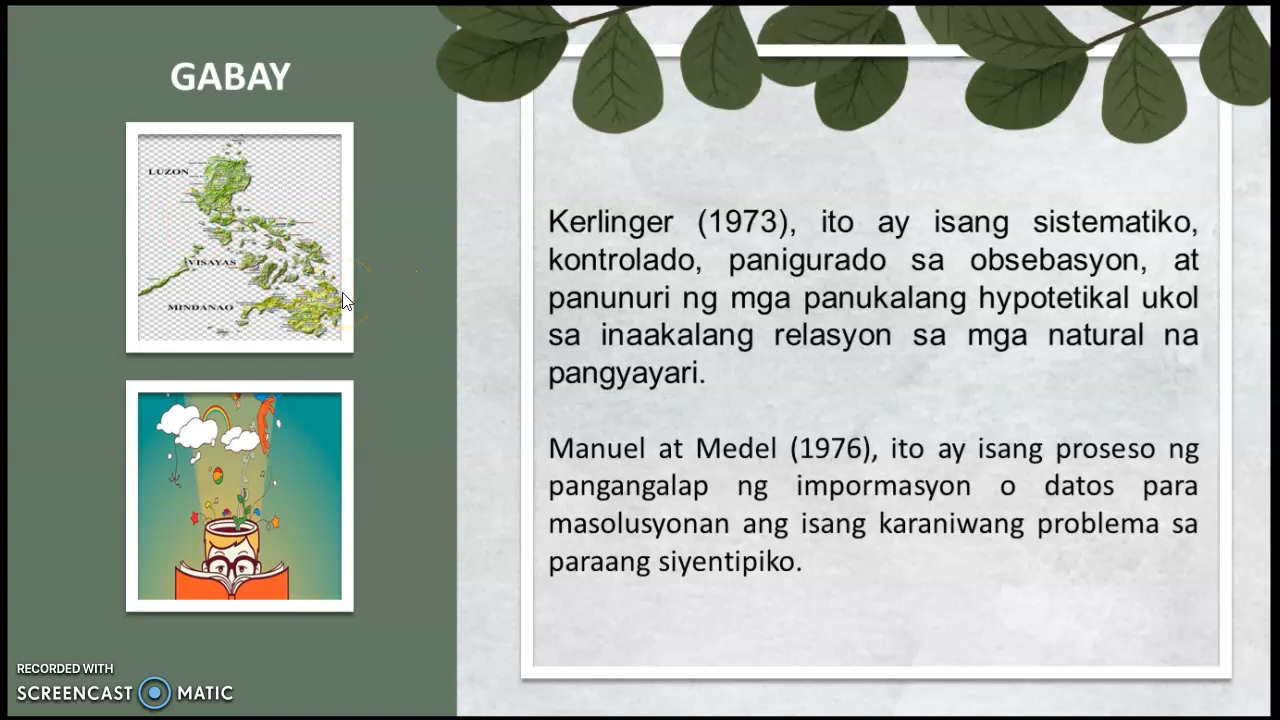 GABAY
LUZON
VISAYAS
MINDANAO
Kerlinger (1973), ito ay isang sistematiko,
kontrolado, panigurado sa obsebasyon, at
panunuri ng mga panukalang hypotetikal ukol
sa inaakalang relasyon sa mga natural na
pangyayari.
Manuel at Medel (1976), ito ay isang proseso ng
pangangalap ng impormasyon o datos para
masolusyonan ang isang karaniwang problema sa
paraang siyentipiko.
RECORDED WITH
SCREENCAST MATIC